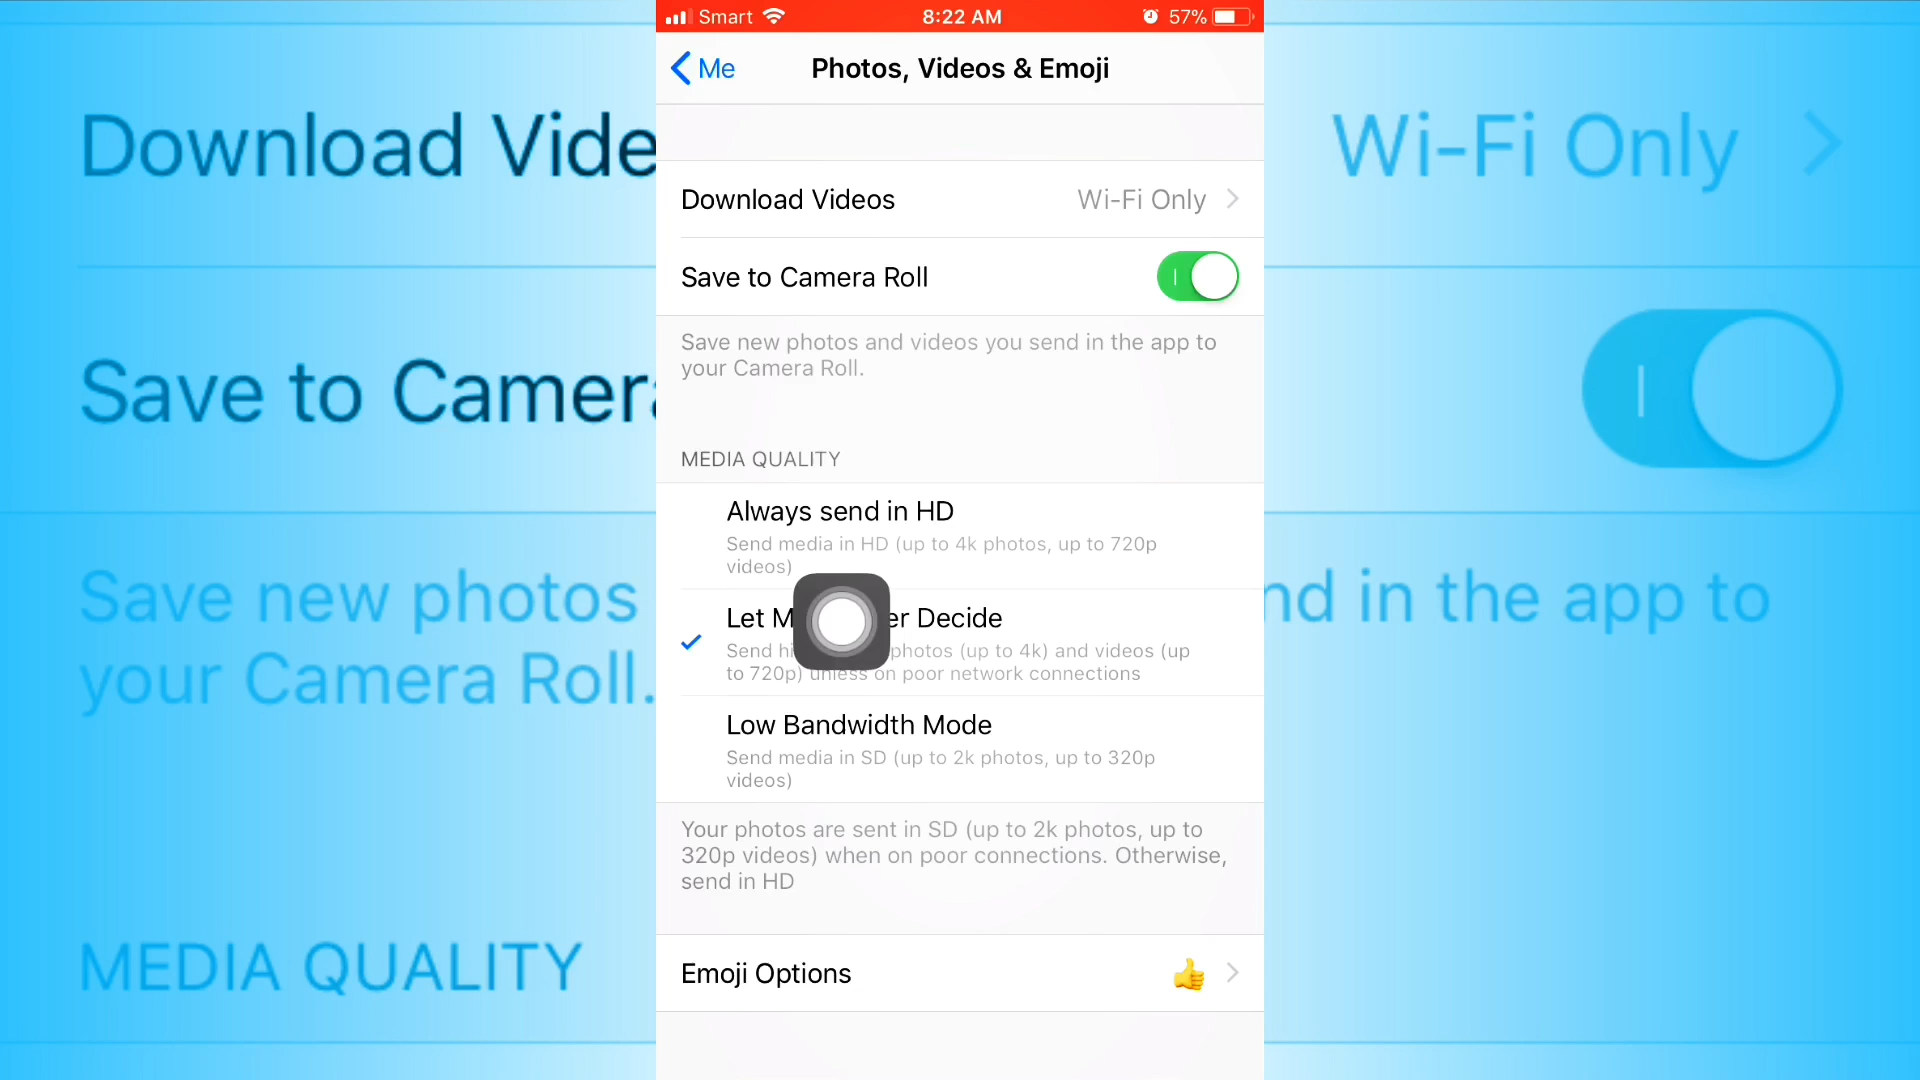 Smart 8:22 AM 57%
Me Photos, Videos & Emoji
Download Vide
Wi-Fi Only
Download Videos Wi-Fi Only
Save to Camera Roll
Save to Camer
Save new photos and videos you send in the app to
your Camera Roll.
MEDIA QUALITY
Always send in HD
Send media in HD (up to 4k photos, up to 720p
videos)
Save new photos
nd in the app to
your Camera Roll.
Let M er Decide
Send hi photos (up to 4k) and videos (up
to 720p) unless on poor network connections
Low Bandwidth Mode
Send media in SD (up to 2k photos, up to 320p
videos)
Your photos are sent in SD (up to 2k photos, up to
320p videos) when on poor connections. Otherwise,
send in HD
MEDIA QUALITY
Emoji Options